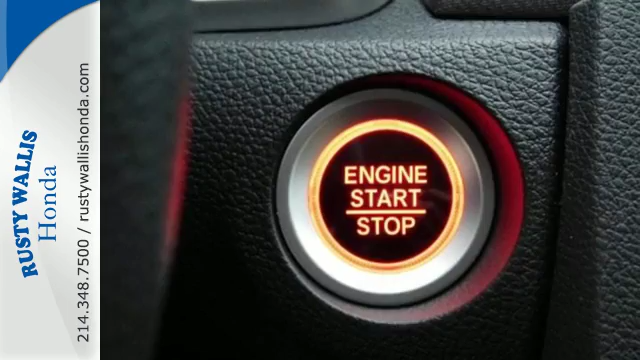 RUSTY WALLIS
Honda
214.348.7500 / rustywallishonda.com
ENGINE
START
STOP